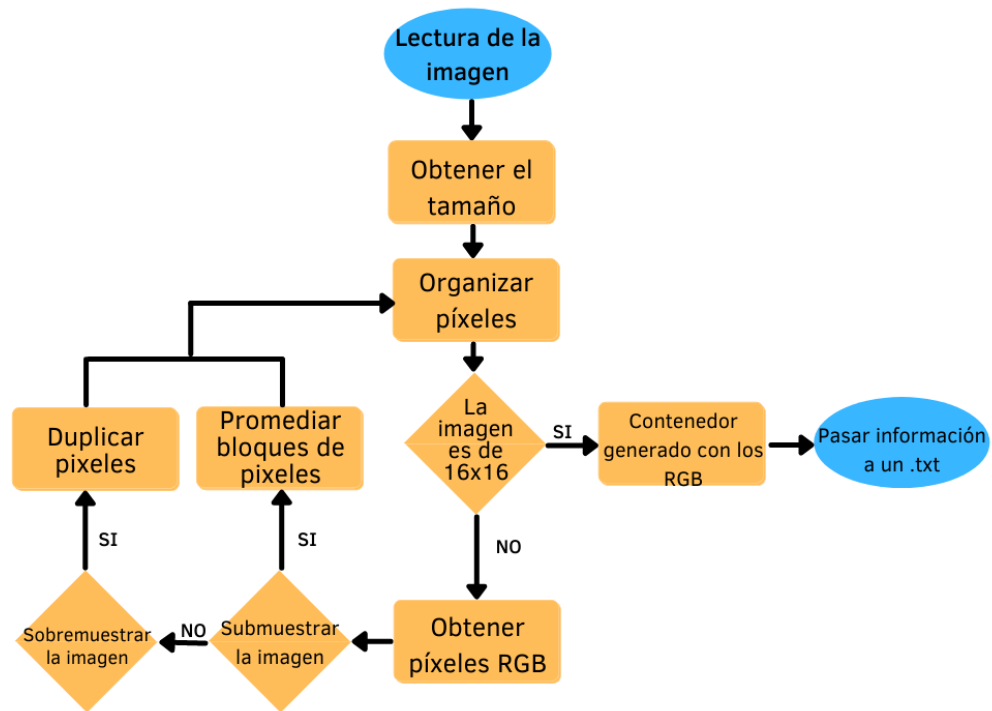 Lectura de la
imagen
Obtener el
tamaño
Organizar
píxeles
La
imagen
es de
16x16
SI
Contenedor
generado con los
RGB
Pasar información
a un .txt
NO
Obtener
píxeles RGB
Submuestrar
la imagen
SI
Promediar
bloques de
pixeles
NO
Sobremuestrar
la imagen
SI
Duplicar
pixeles